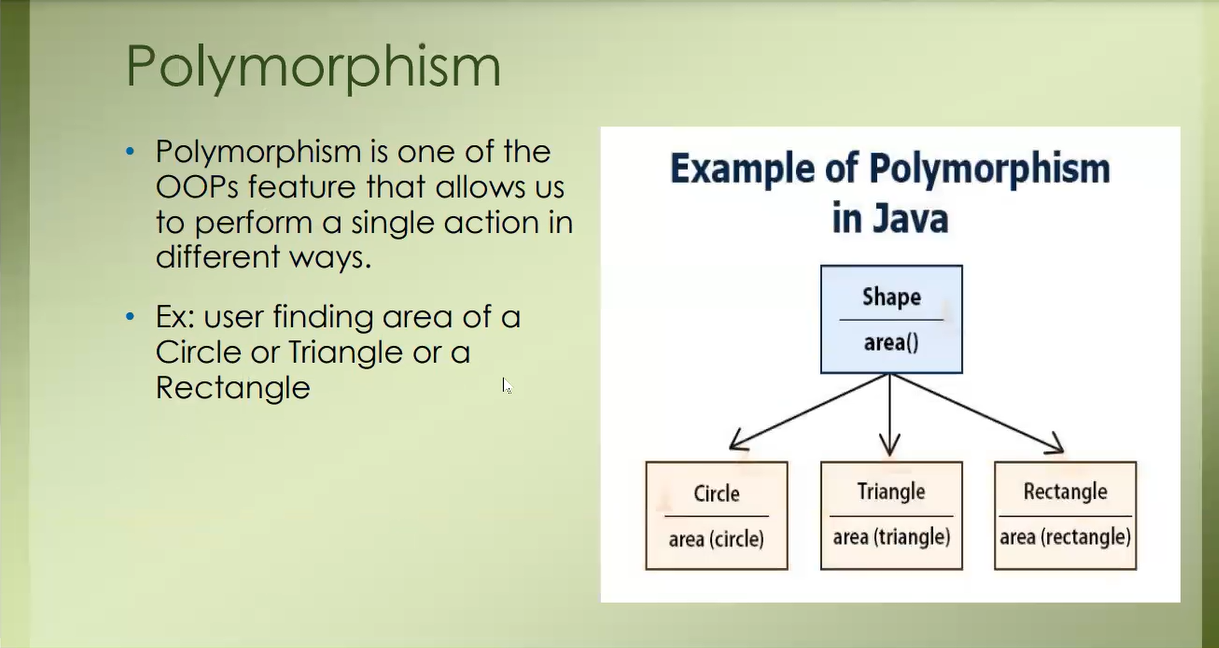 Polymorphism
• Polymorphism is one of the
OOPs feature that allows us
to perform a single action in
different ways.
• Ex: user finding area of a
Circle or Triangle or a
Rectangle
Example of Polymorphism
in Java
Shape
area()
Circle
area (circle)
Triangle
area (triangle)
Rectangle
area (rectangle)